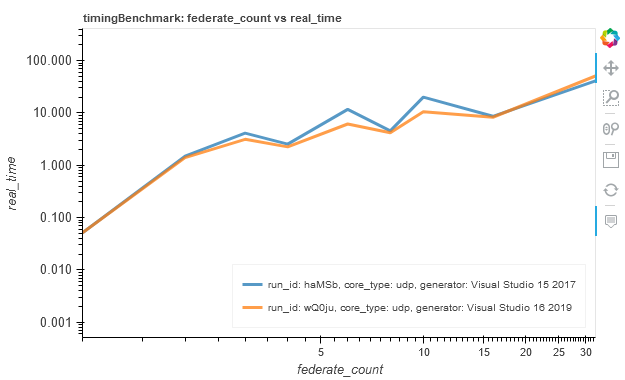 timingBenchmark: federate_count vs real_time
100.000
10.000
1.000
0.100
0.010
0.001
real_time
run_id: haMSb, core_type: udp, generator: Visual Studio 15 2017
run_id: wQ0ju, core_type: udp, generator: Visual Studio 16 2019
5 10 15 20 25 30
federate_count